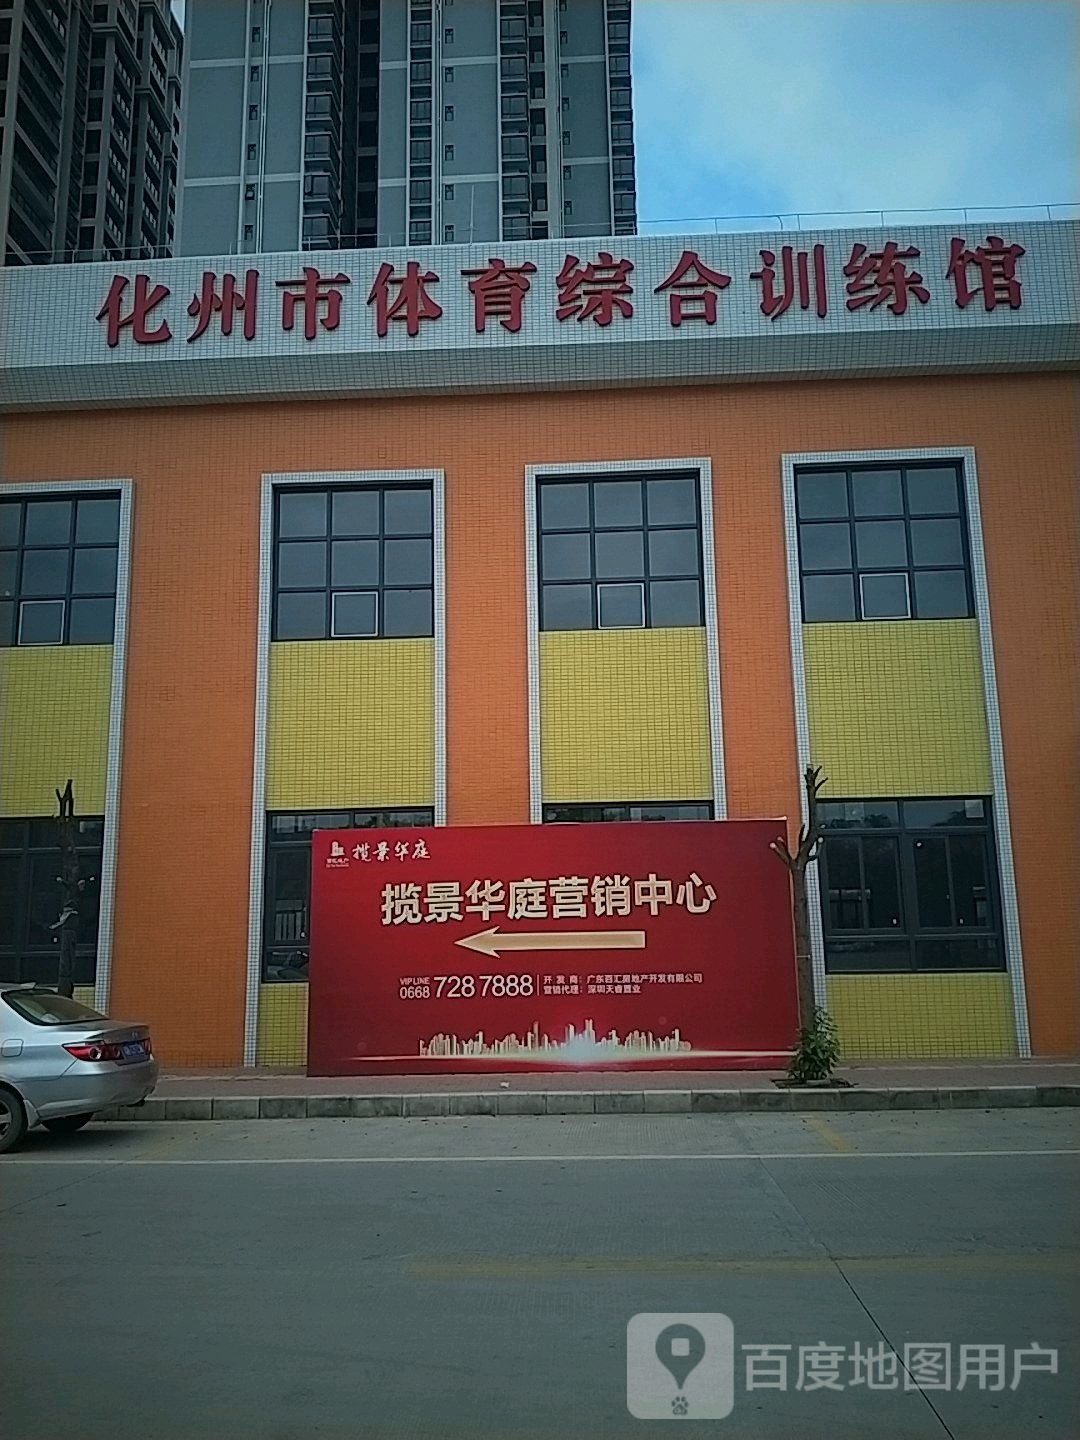 化州市体育综合训练馆
揽景华庭
揽景华庭营销中心
VIP LINE
0668 728 7888
开 发 商：广东百汇房地产开发有限公司
营销代理：深圳天睿置业
百度地图用户